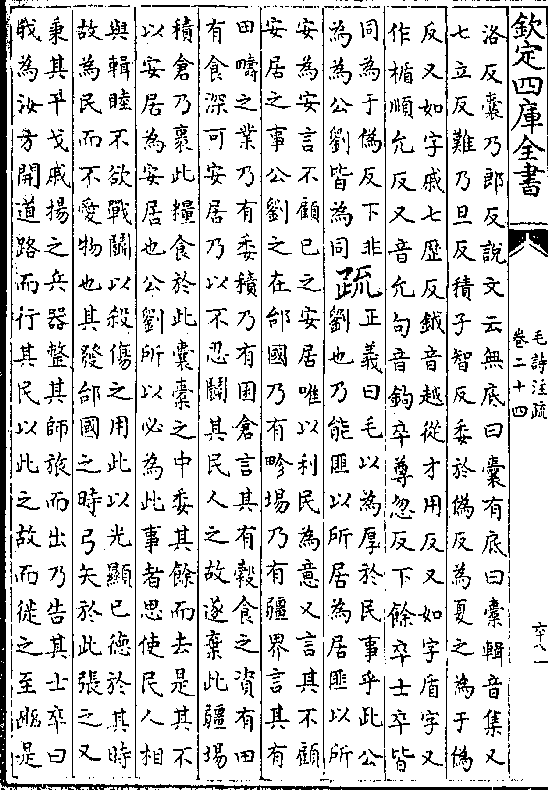 欽定四庫全書
毛詩注疏
卷二十四
六十八
洛反囊乃郎反說文云無底曰囊有底曰橐輯音集又
七立反難乃旦反積子智反委於偽反為夏之為于偽
反又如字戚七歷反鉞音越從才用反又如字盾字又
作楯順允反又音允句音鉤卒尊忽反下餘卒士卒皆
同為于偽反下非
為為公劉皆為同疏正義曰毛以為厚於民事乎此公
劉也乃能匪以所居為居匪以所
安為安言不顧已之安居唯以利民為意又言其不顧
安居之事公劉之在邰國乃有畛場乃有疆界言其有
田疇之業乃有委積乃有囷倉言其有穀食之資有田
有食深可安居乃以不忍鬬其民人之故遂棄此疆場
積倉乃裹此糧食於此囊橐之中委其餘而去是其不
以安居為安居也公劉所以必為此事者思使民人相
與輯睦不欲戰鬬以殺傷之用此以光顯已德於其時
故為民而不愛物也其發邰國之時弓矢於此張之又
秉其干戈戚揚之兵器整其師旅而出乃告其士卒曰
我為汝方開道路而行其民以此之故而從之至豳是